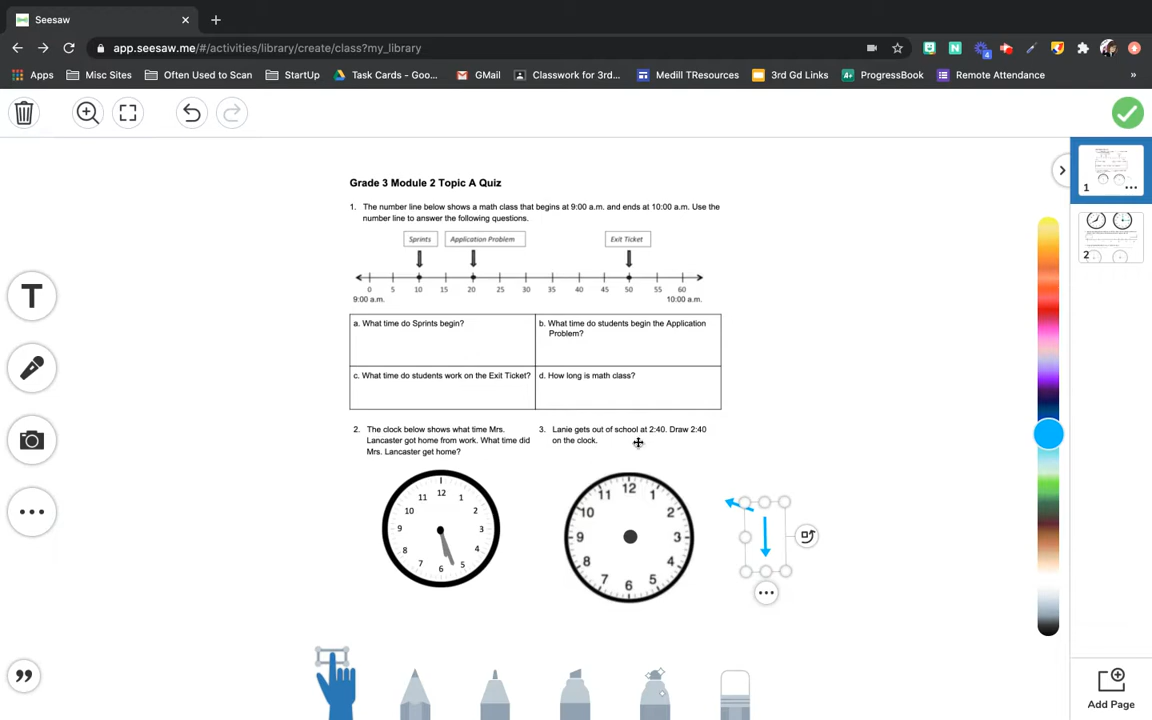 Seesaw
app.seesaw.me/#/activities/library/create/class?my_library
4
Apps Misc Sites Often Used to Scan StartUp Task Cards - Goo... GMail Classwork for 3rd... Medill TResources 3rd Gd Links ProgressBook Remote Attendance »
Grade 3 Module 2 Topic A Quiz
1. The number line below shows a math class that begins at 9:00 a.m. and ends at 10:00 a.m. Use the
number line to answer the following questions.
Sprints Application Problem Exit Ticket
0 5 10 15 20 25 30 35 40 45 50 55 60
9:00 a.m. 10:00 a.m.
a. What time do Sprints begin?
b. What time do students begin the Application
Problem?
c. What time do students work on the Exit Ticket?
d. How long is math class?
2. The clock below shows what time Mrs.
Lancaster got home from work. What time did
Mrs. Lancaster get home?
3. Lanie gets out of school at 2:40. Draw 2:40
on the clock.
12 1 2 3 4 5 6 7 8 9 10 11
12 1 2 3 4 5 6 7 8 9 10 11
T
1
2
Add Page